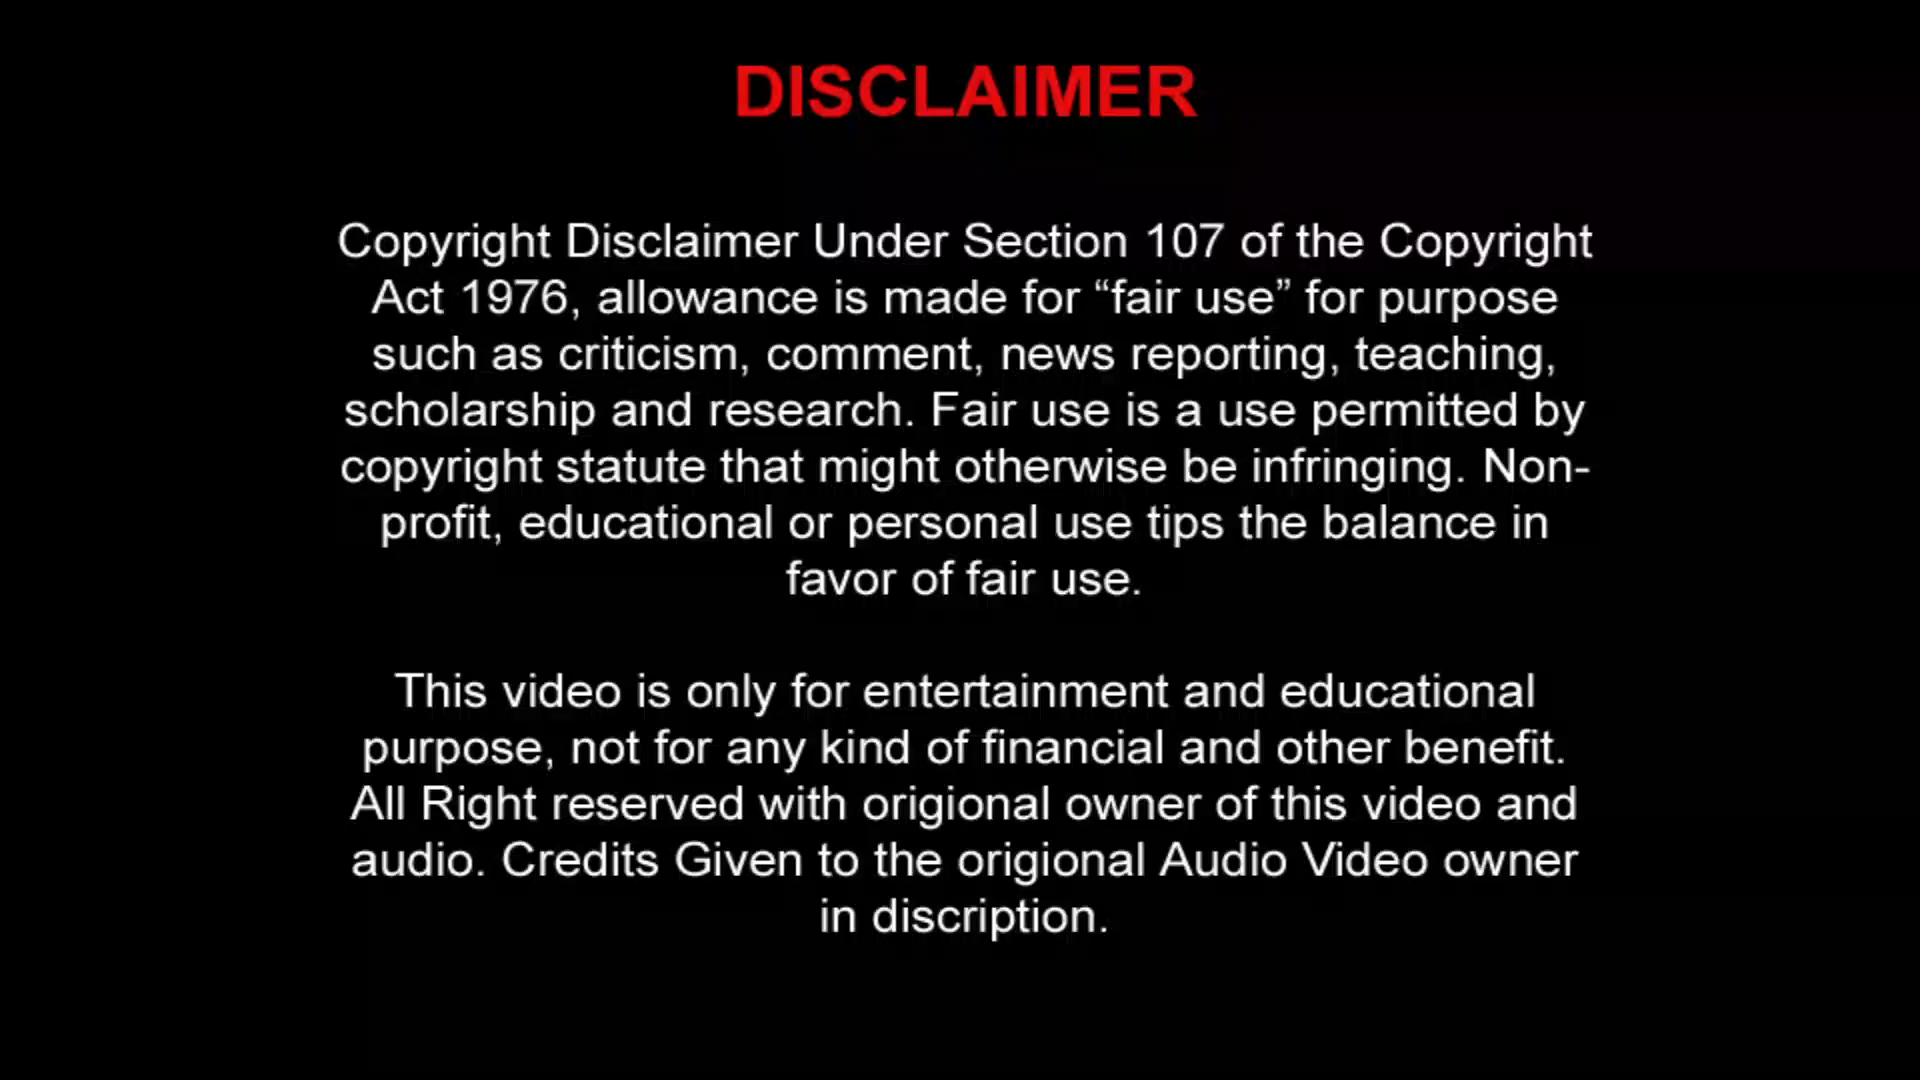 DISCLAIMER
Copyright Disclaimer Under Section 107 of the Copyright
Act 1976, allowance is made for “fair use” for purpose
such as criticism, comment, news reporting, teaching,
scholarship and research. Fair use is a use permitted by
copyright statute that might otherwise be infringing. Non-
profit, educational or personal use tips the balance in
favor of fair use.
This video is only for entertainment and educational
purpose, not for any kind of financial and other benefit.
All Right reserved with origional owner of this video and
audio. Credits Given to the origional Audio Video owner
in discription.